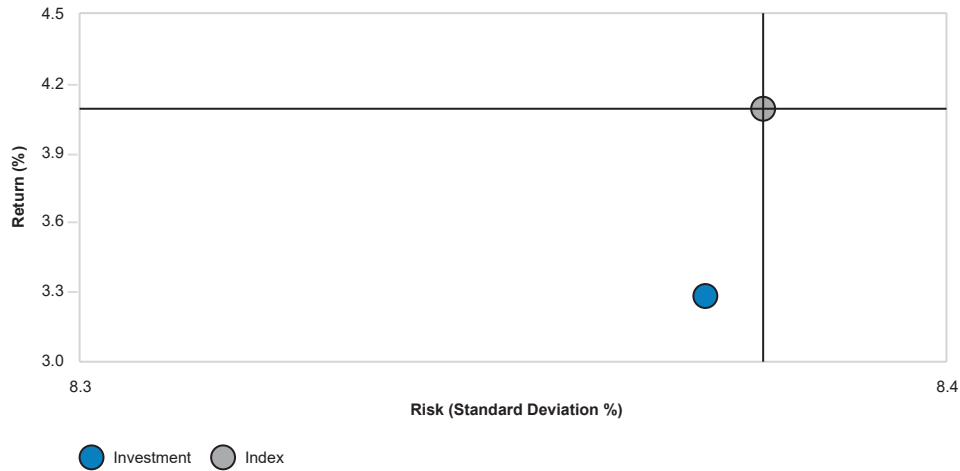 4.5
4.2
3.9
3.6
3.3
3.0
Return (%)
8.3
8.4
Risk (Standard Deviation %)
Investment
Index